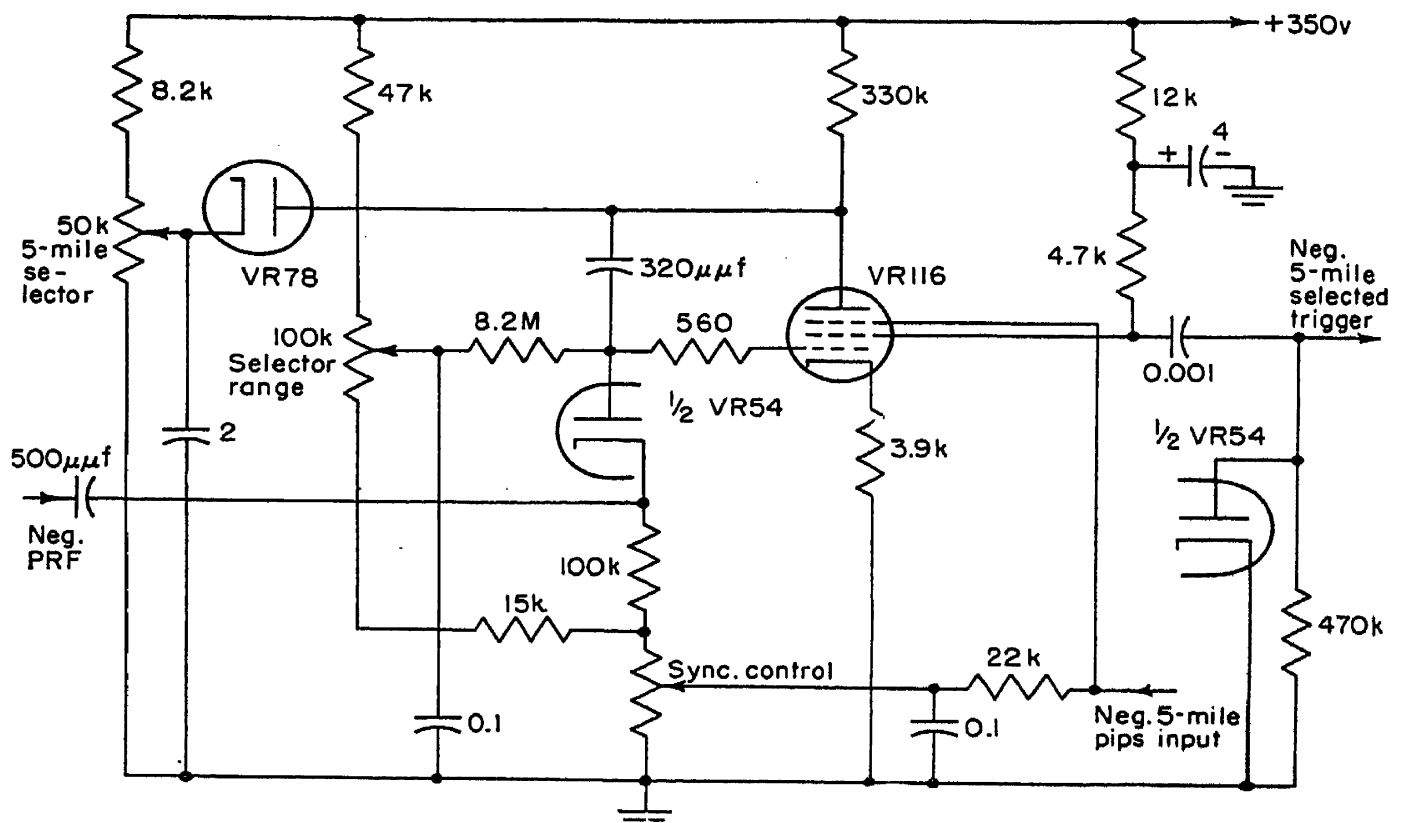 +350v
8.2k
47k
330k
12k
4
+ -
50k
5-mile
se-
lector
VR78
320μμf
VR116
4.7k
Neg.
5-mile
selected
trigger
100k
Selector
range
8.2M
560
0.001
½ VR54
½ VR54
2
3.9k
500μμf
Neg.
PRF
100k
15k
470k
Sync. control
22k
0.1
0.1
Neg. 5-mile
pips input